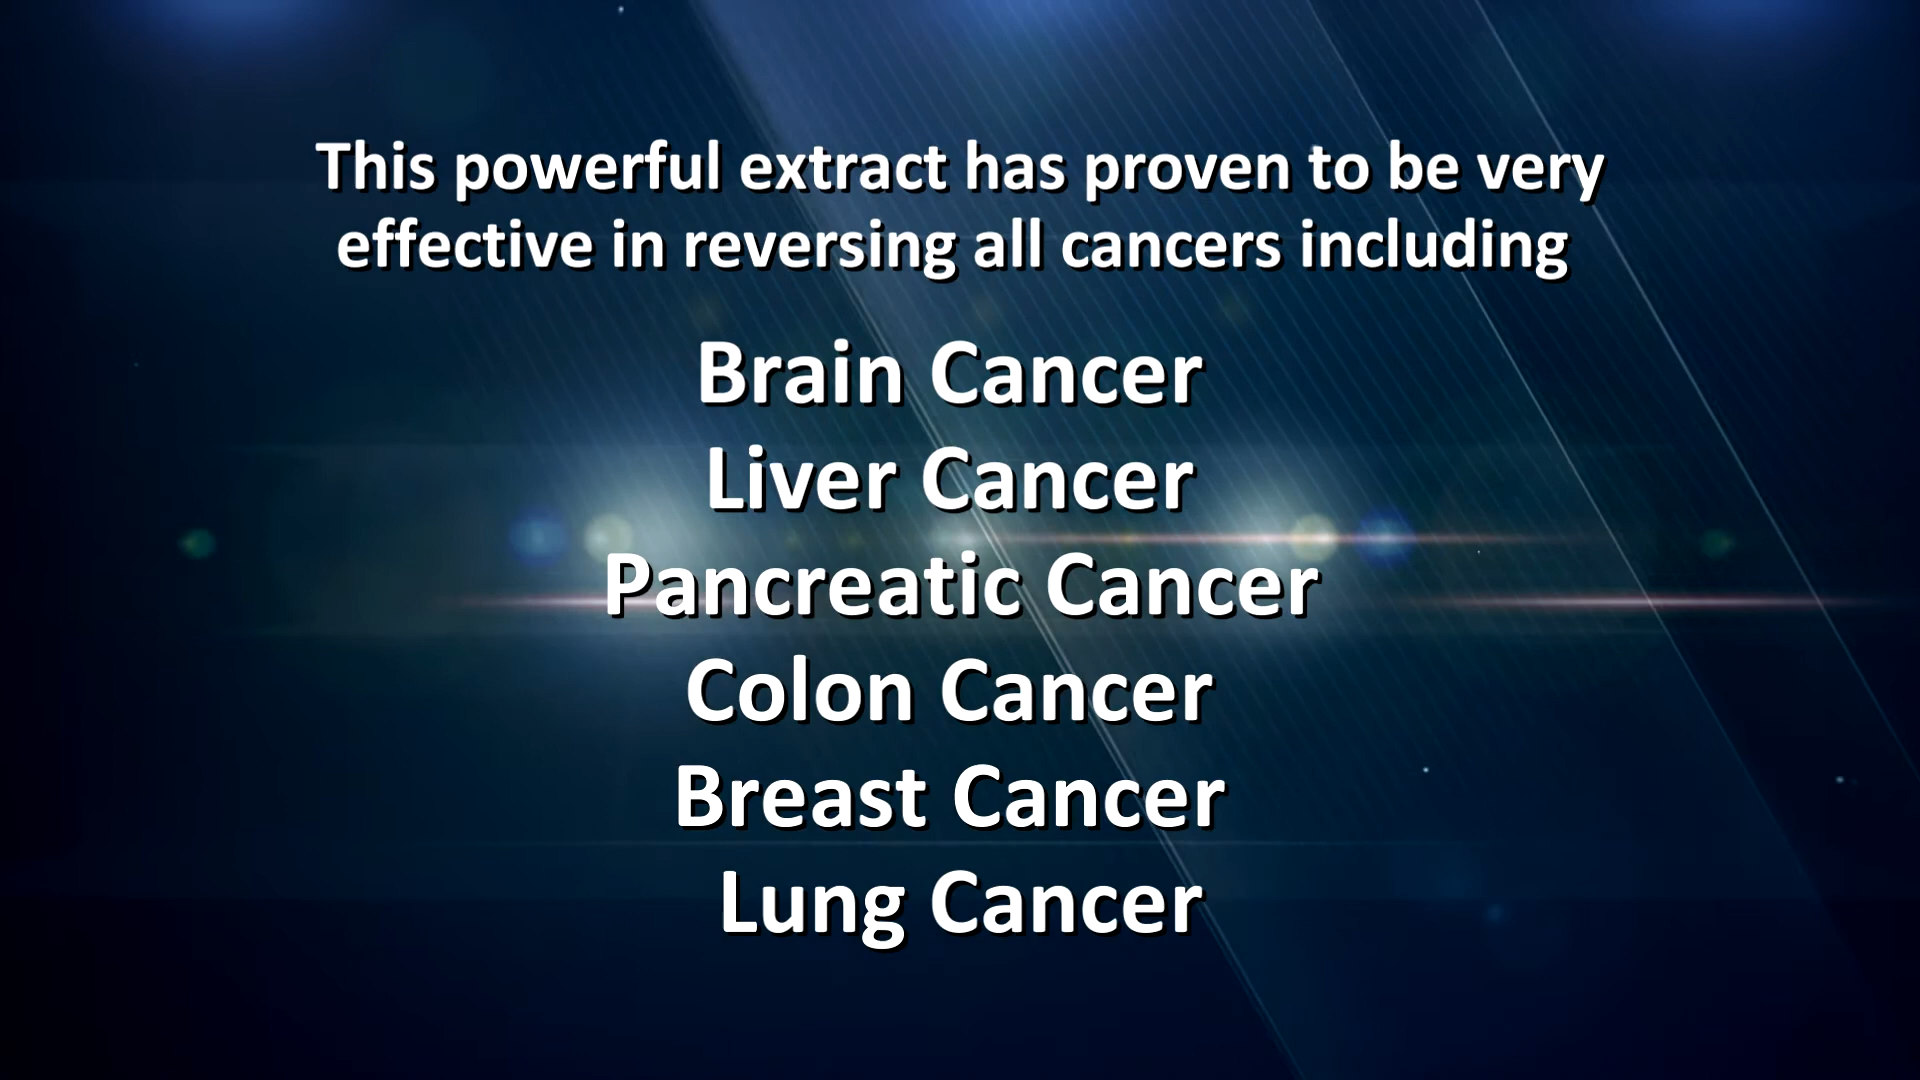 This powerful extract has proven to be very
effective in reversing all cancers including
Brain Cancer
Liver Cancer
Pancreatic Cancer
Colon Cancer
Breast Cancer
Lung Cancer